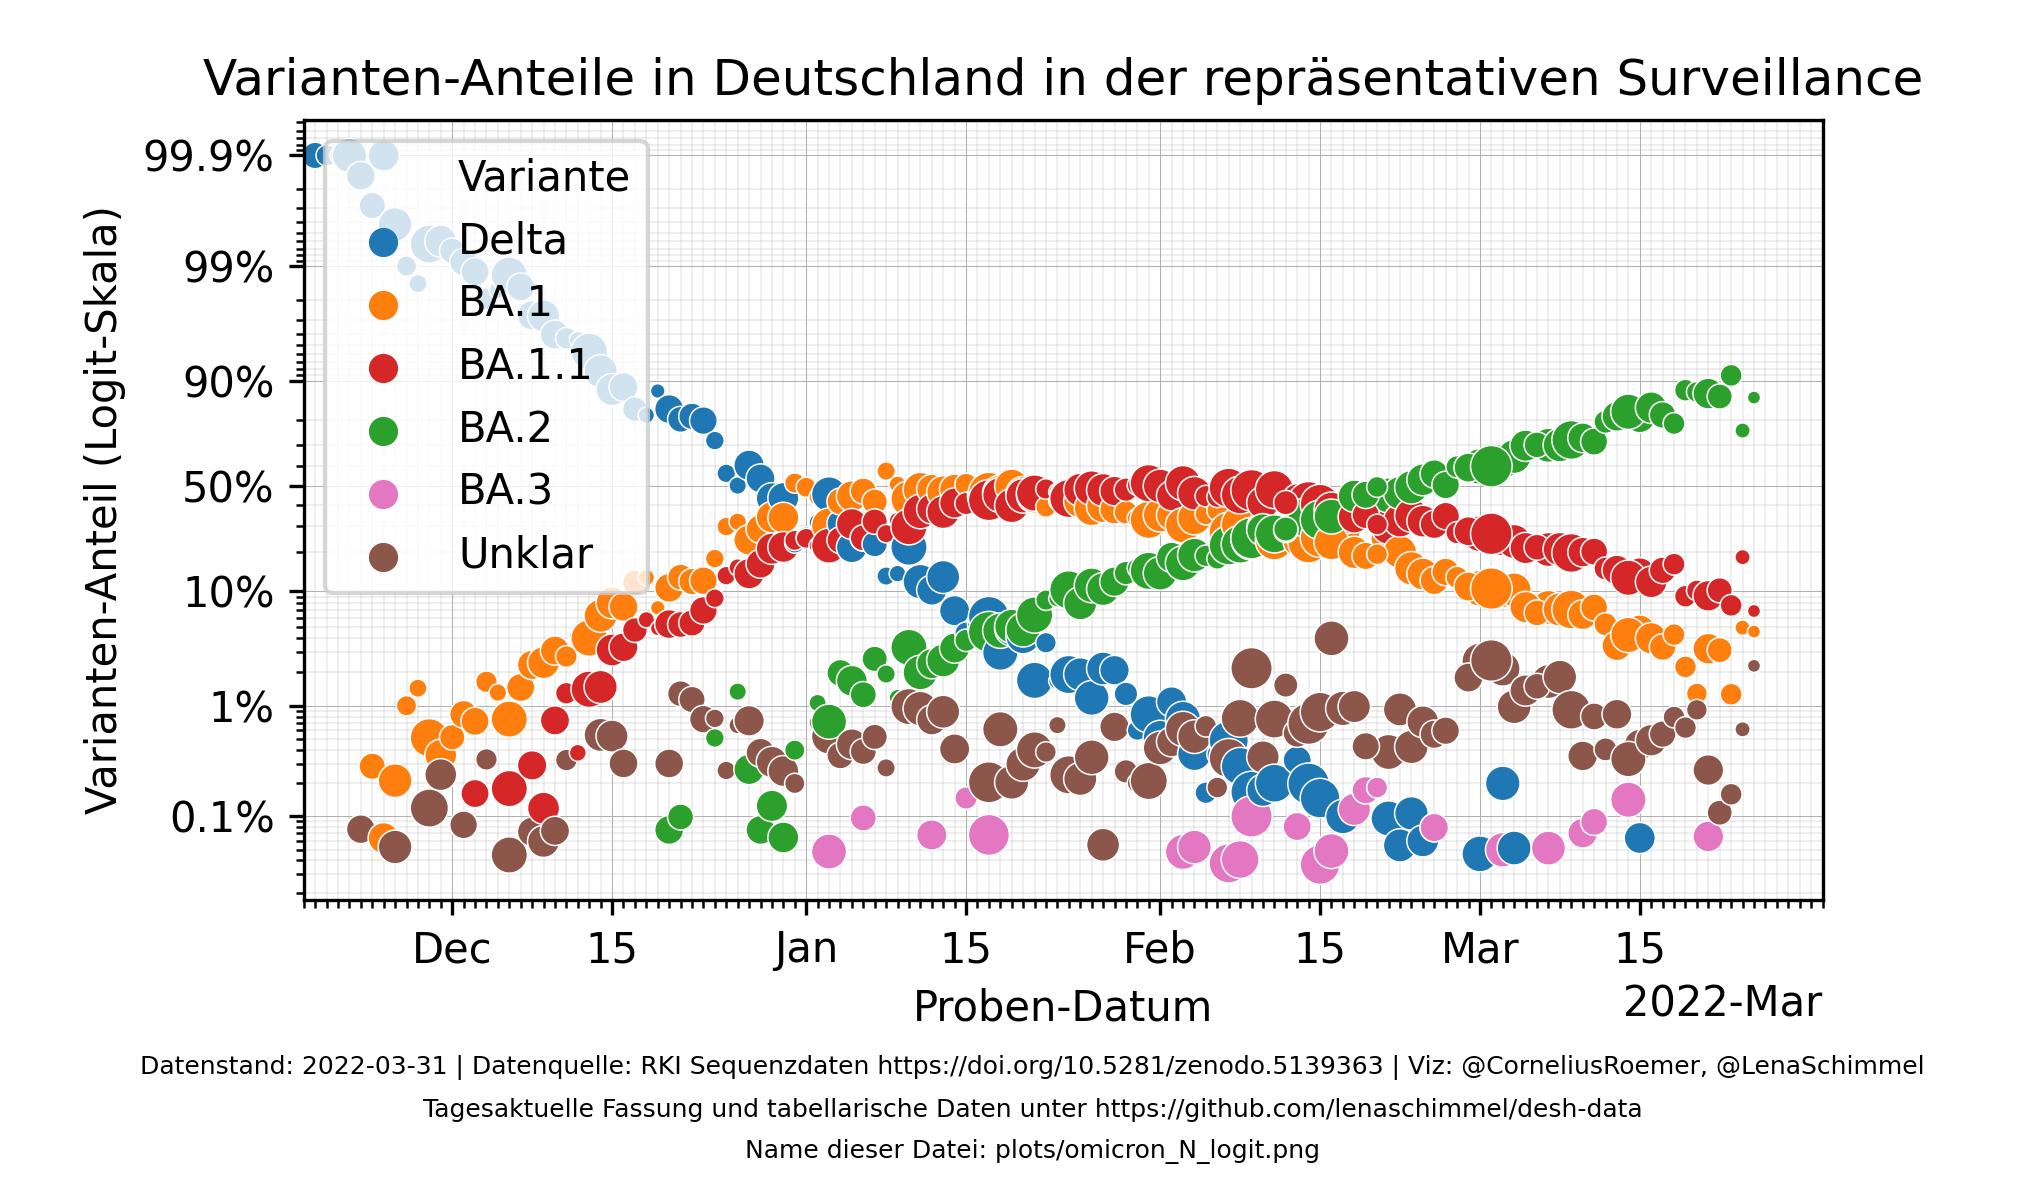 Varianten-Anteile in Deutschland in der repräsentativen Surveillance
Varianten-Anteil (Logit-Skala)
99.9%
99%
90%
50%
10%
1%
0.1%
Variante
Delta
BA.1
BA.1.1
BA.2
BA.3
Unklar
Dec 15 Jan 15 Feb 15 Mar 15
2022-Mar
Proben-Datum
Datenstand: 2022-03-31 | Datenquelle: RKI Sequenzdaten https://doi.org/10.5281/zenodo.5139363 | Viz: @CorneliusRoemer, @LenaSchimmel
Tagesaktuelle Fassung und tabellarische Daten unter https://github.com/lenaschimmel/desh-data
Name dieser Datei: plots/omicron_N_logit.png